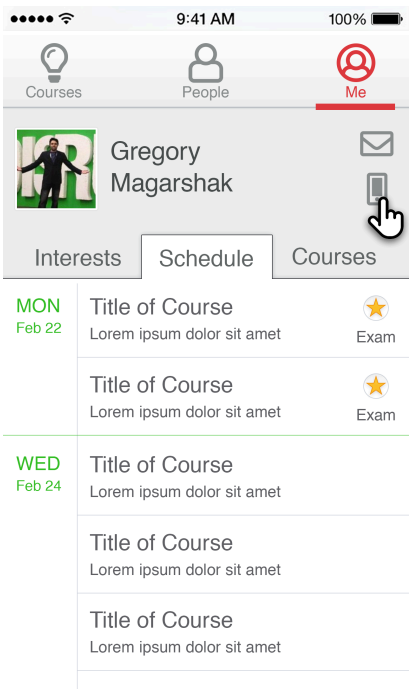 9:41 AM 100%
Courses People Me
Gregory
Magarshak
Interests Schedule Courses
MON Title of Course
Feb 22 Lorem ipsum dolor sit amet Exam
Title of Course
Lorem ipsum dolor sit amet Exam
WED Title of Course
Feb 24 Lorem ipsum dolor sit amet
Title of Course
Lorem ipsum dolor sit amet
Title of Course
Lorem ipsum dolor sit amet